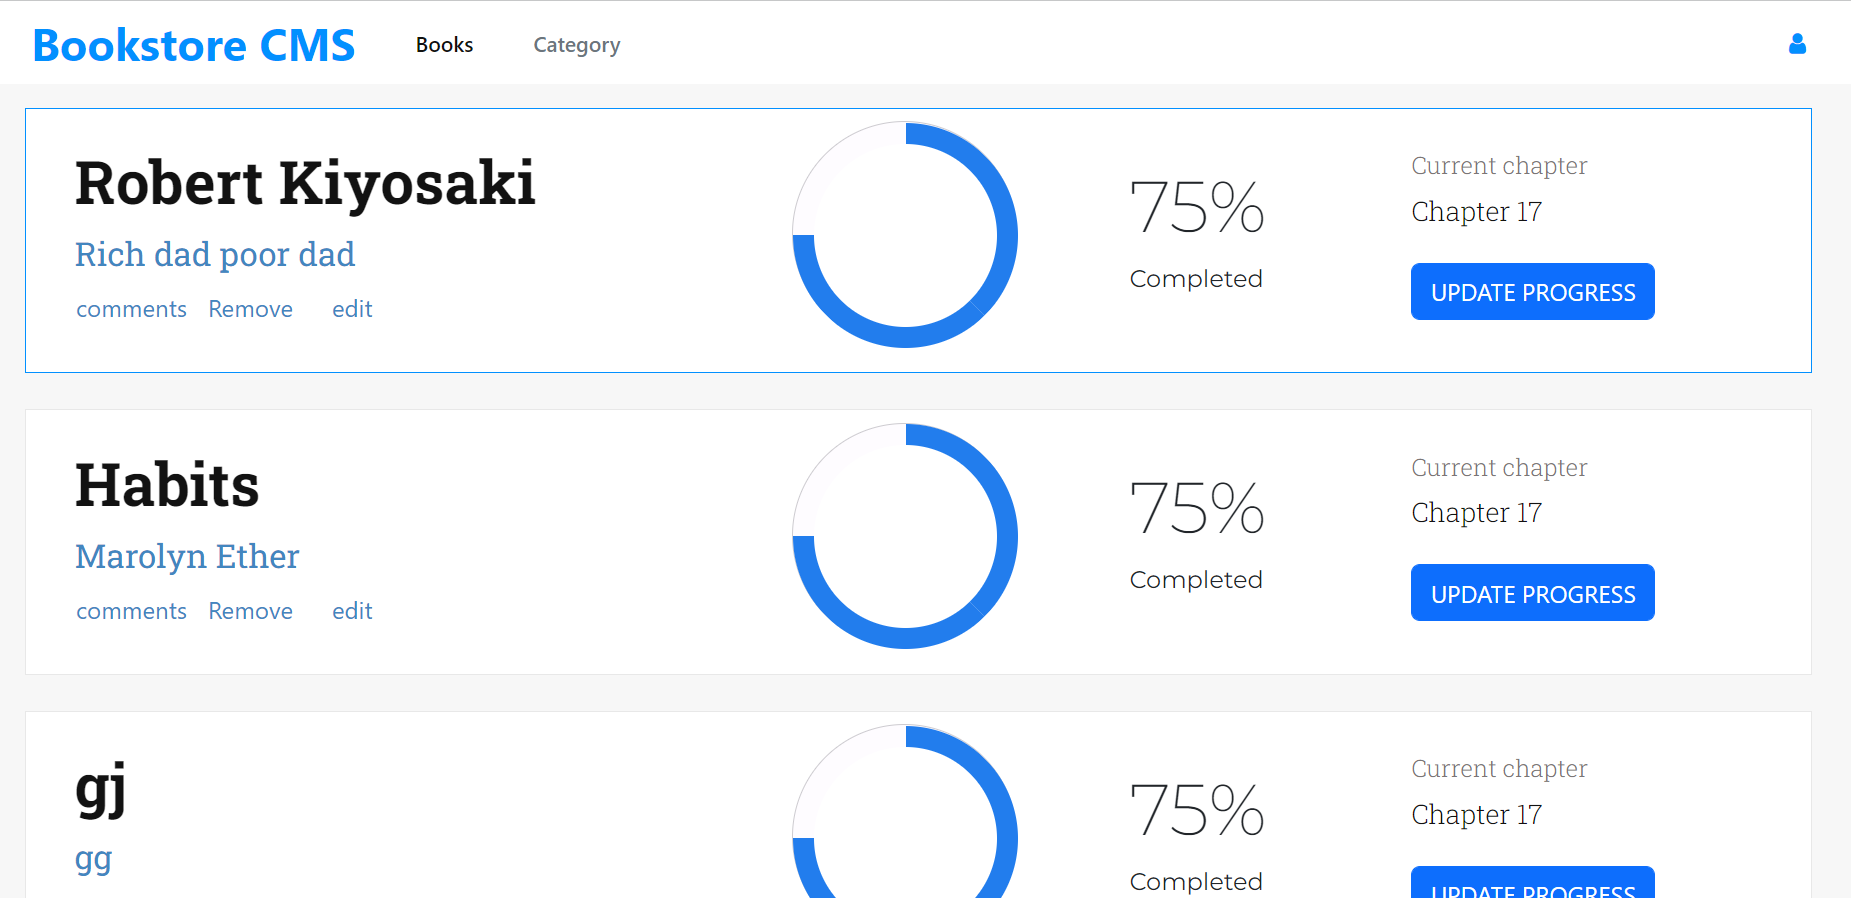 Bookstore CMS Books Category
Robert Kiyosaki
Rich dad poor dad
comments Remove edit
75%
Completed
Current chapter
Chapter 17
UPDATE PROGRESS
Habits
Marolyn Ether
comments Remove edit
75%
Completed
Current chapter
Chapter 17
UPDATE PROGRESS
gj
gg
75%
Completed
Current chapter
Chapter 17
UPDATE PROGRESS